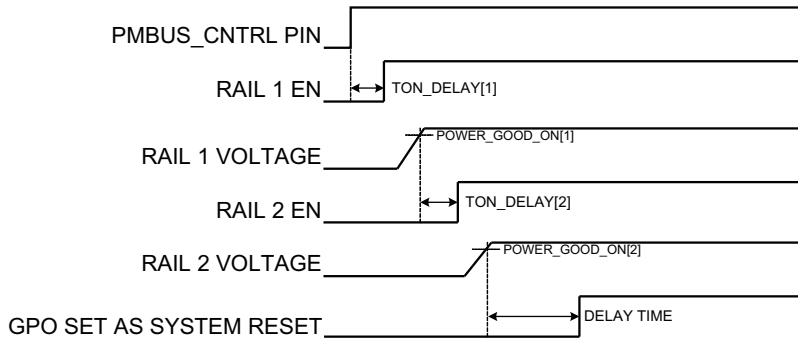 PMBUS_CNTRL PIN
RAIL 1 EN
TON_DELAY[1]
POWER_GOOD_ON[1]
RAIL 1 VOLTAGE
RAIL 2 EN
TON_DELAY[2]
POWER_GOOD_ON[2]
RAIL 2 VOLTAGE
DELAY TIME
GPO SET AS SYSTEM RESET